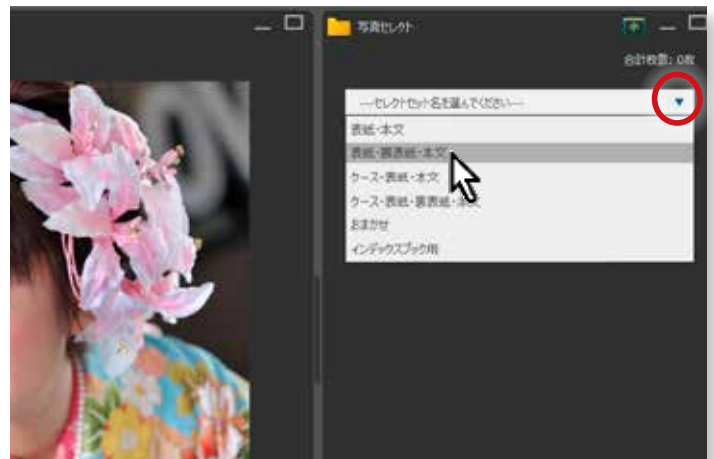 写真セレクト
合計枚数: 0枚
---セレクトセット名を選んでください---
表紙・本文
表紙・裏表紙・本文
ケース・表紙・本文
ケース・表紙・裏表紙・本文
おまかせ
インデックスブック用